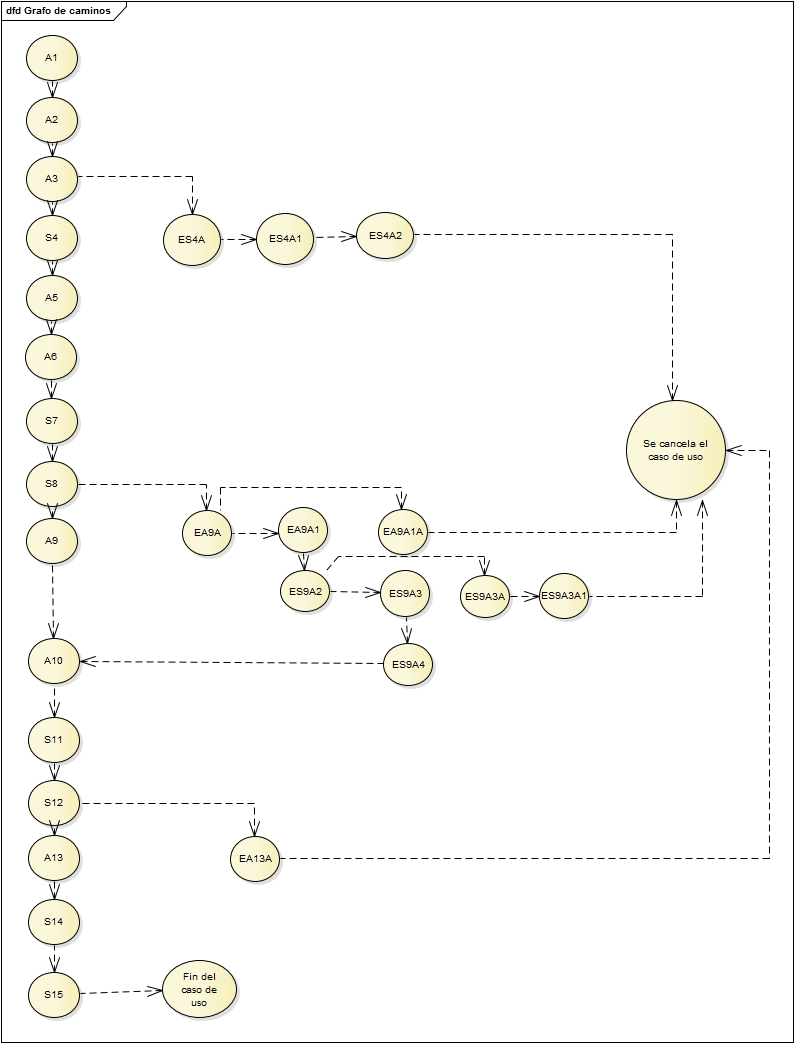 dfd Grafo de caminos
A1
A2
A3
S4
ES4A
ES4A1
ES4A2
A5
A6
S7
Se cancela el
caso de uso
S8
A9
EA9A
EA9A1
EA9A1A
ES9A2
ES9A3
ES9A3A
ES9A3A1
A10
ES9A4
S11
S12
A13
EA13A
S14
S15
Fin del
caso de
uso